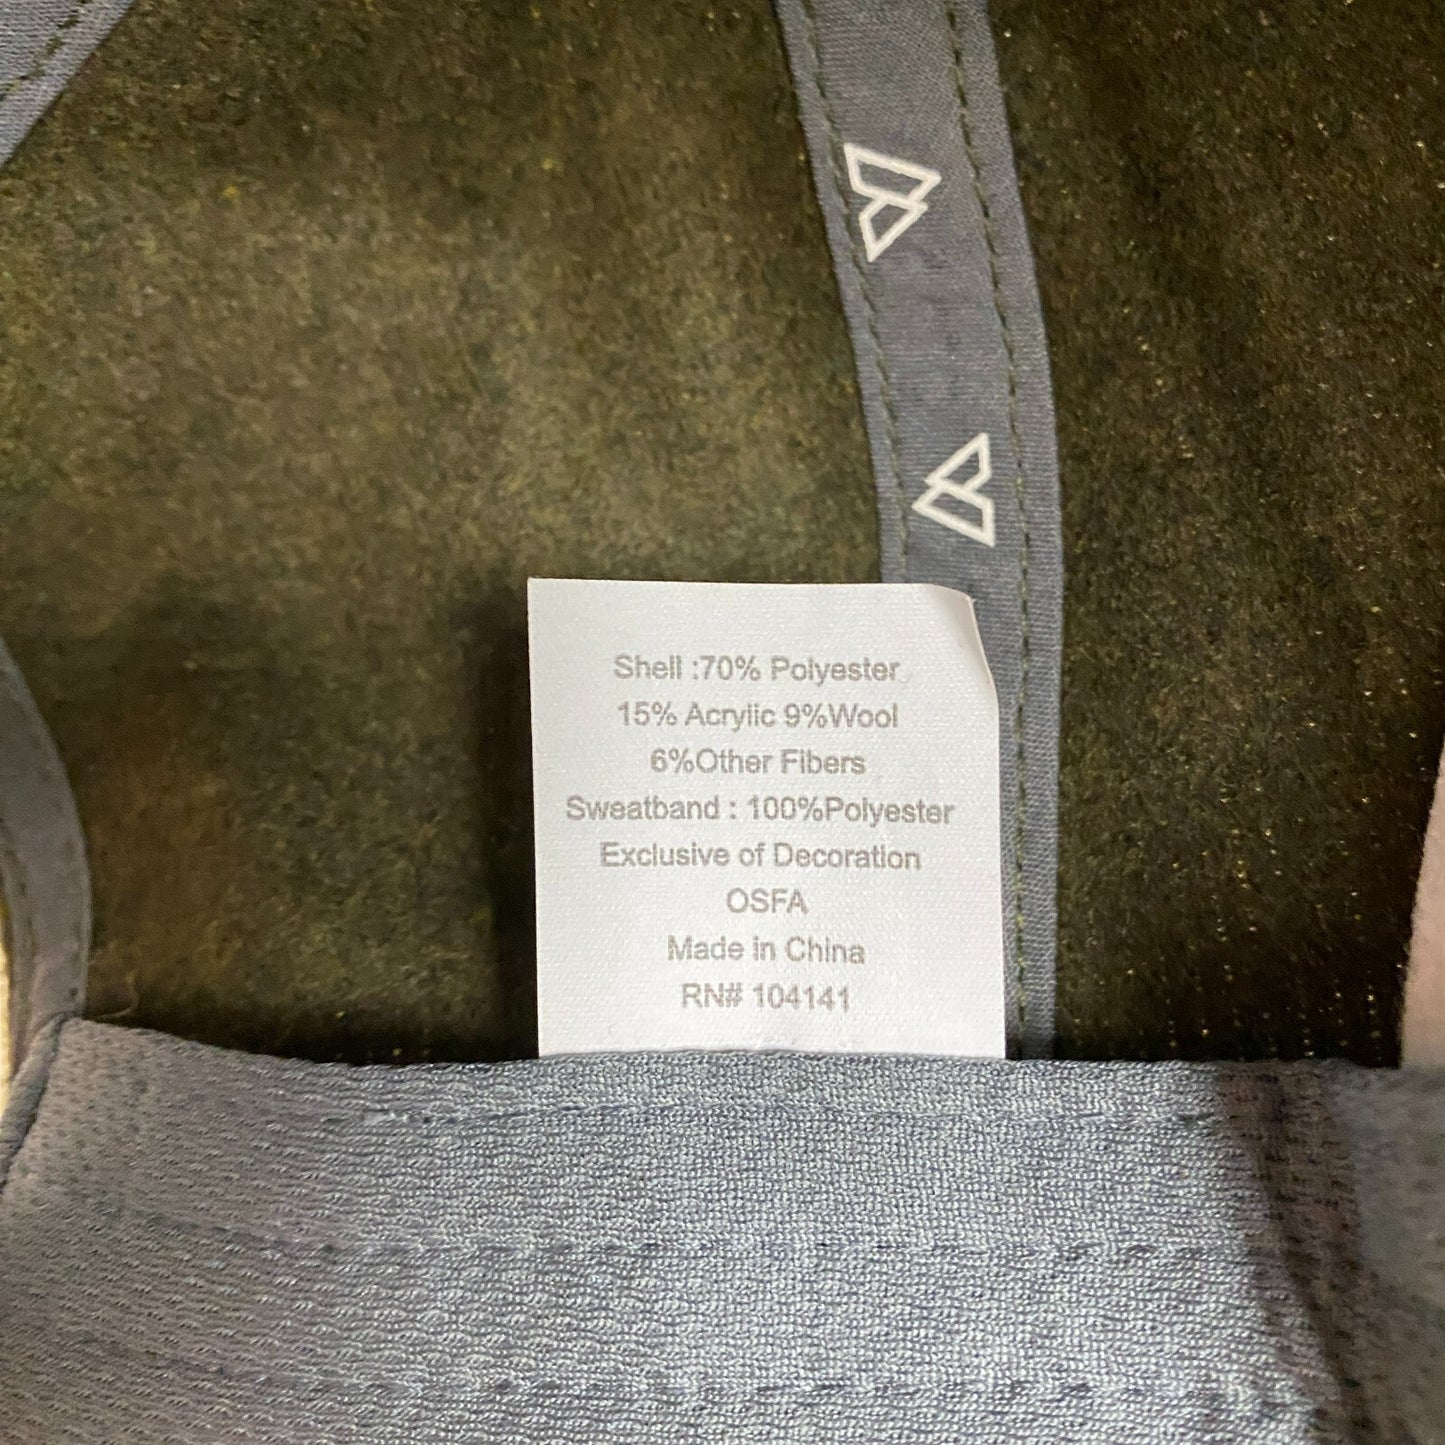 Shell :70% Polyester
15% Acrylic 9%Wool
6%Other Fibers
Sweatband : 100%Polyester
Exclusive of Decoration
OSFA
Made in China
RN# 104141